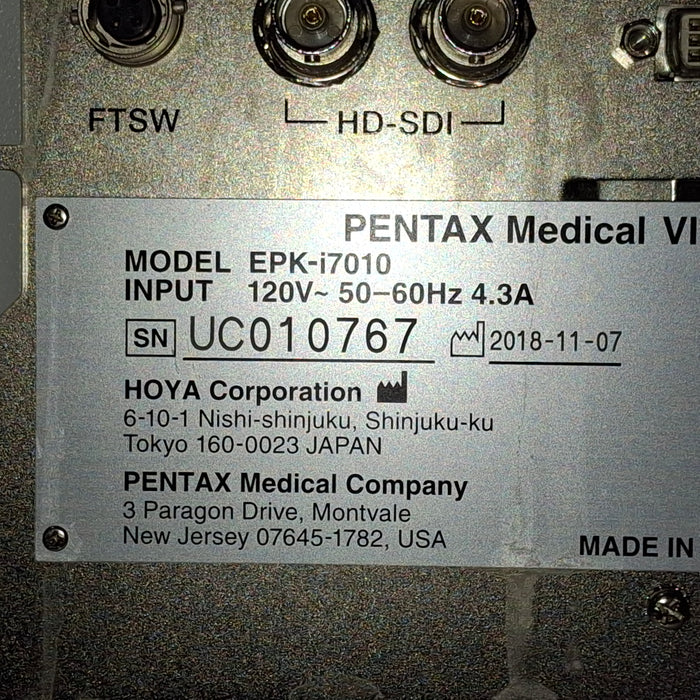 FTSW
HD-SDI
PENTAX Medical
MODEL EPK-i7010
INPUT 120V~ 50-60Hz 4.3A
SN UC010767 2018-11-07
HOYA Corporation
6-10-1 Nishi-shinjuku, Shinjuku-ku
Tokyo 160-0023 JAPAN
PENTAX Medical Company
3 Paragon Drive, Montvale
New Jersey 07645-1782, USA
MADE IN